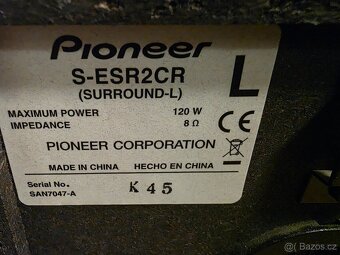 Pioneer
S-ESR2CR
(SURROUND-L)
L
MAXIMUM POWER 120 W
IMPEDANCE 8 Ω
CE
PIONEER CORPORATION
MADE IN CHINA HECHO EN CHINA
Serial No. K45
SAN7047-A
bazos.cz